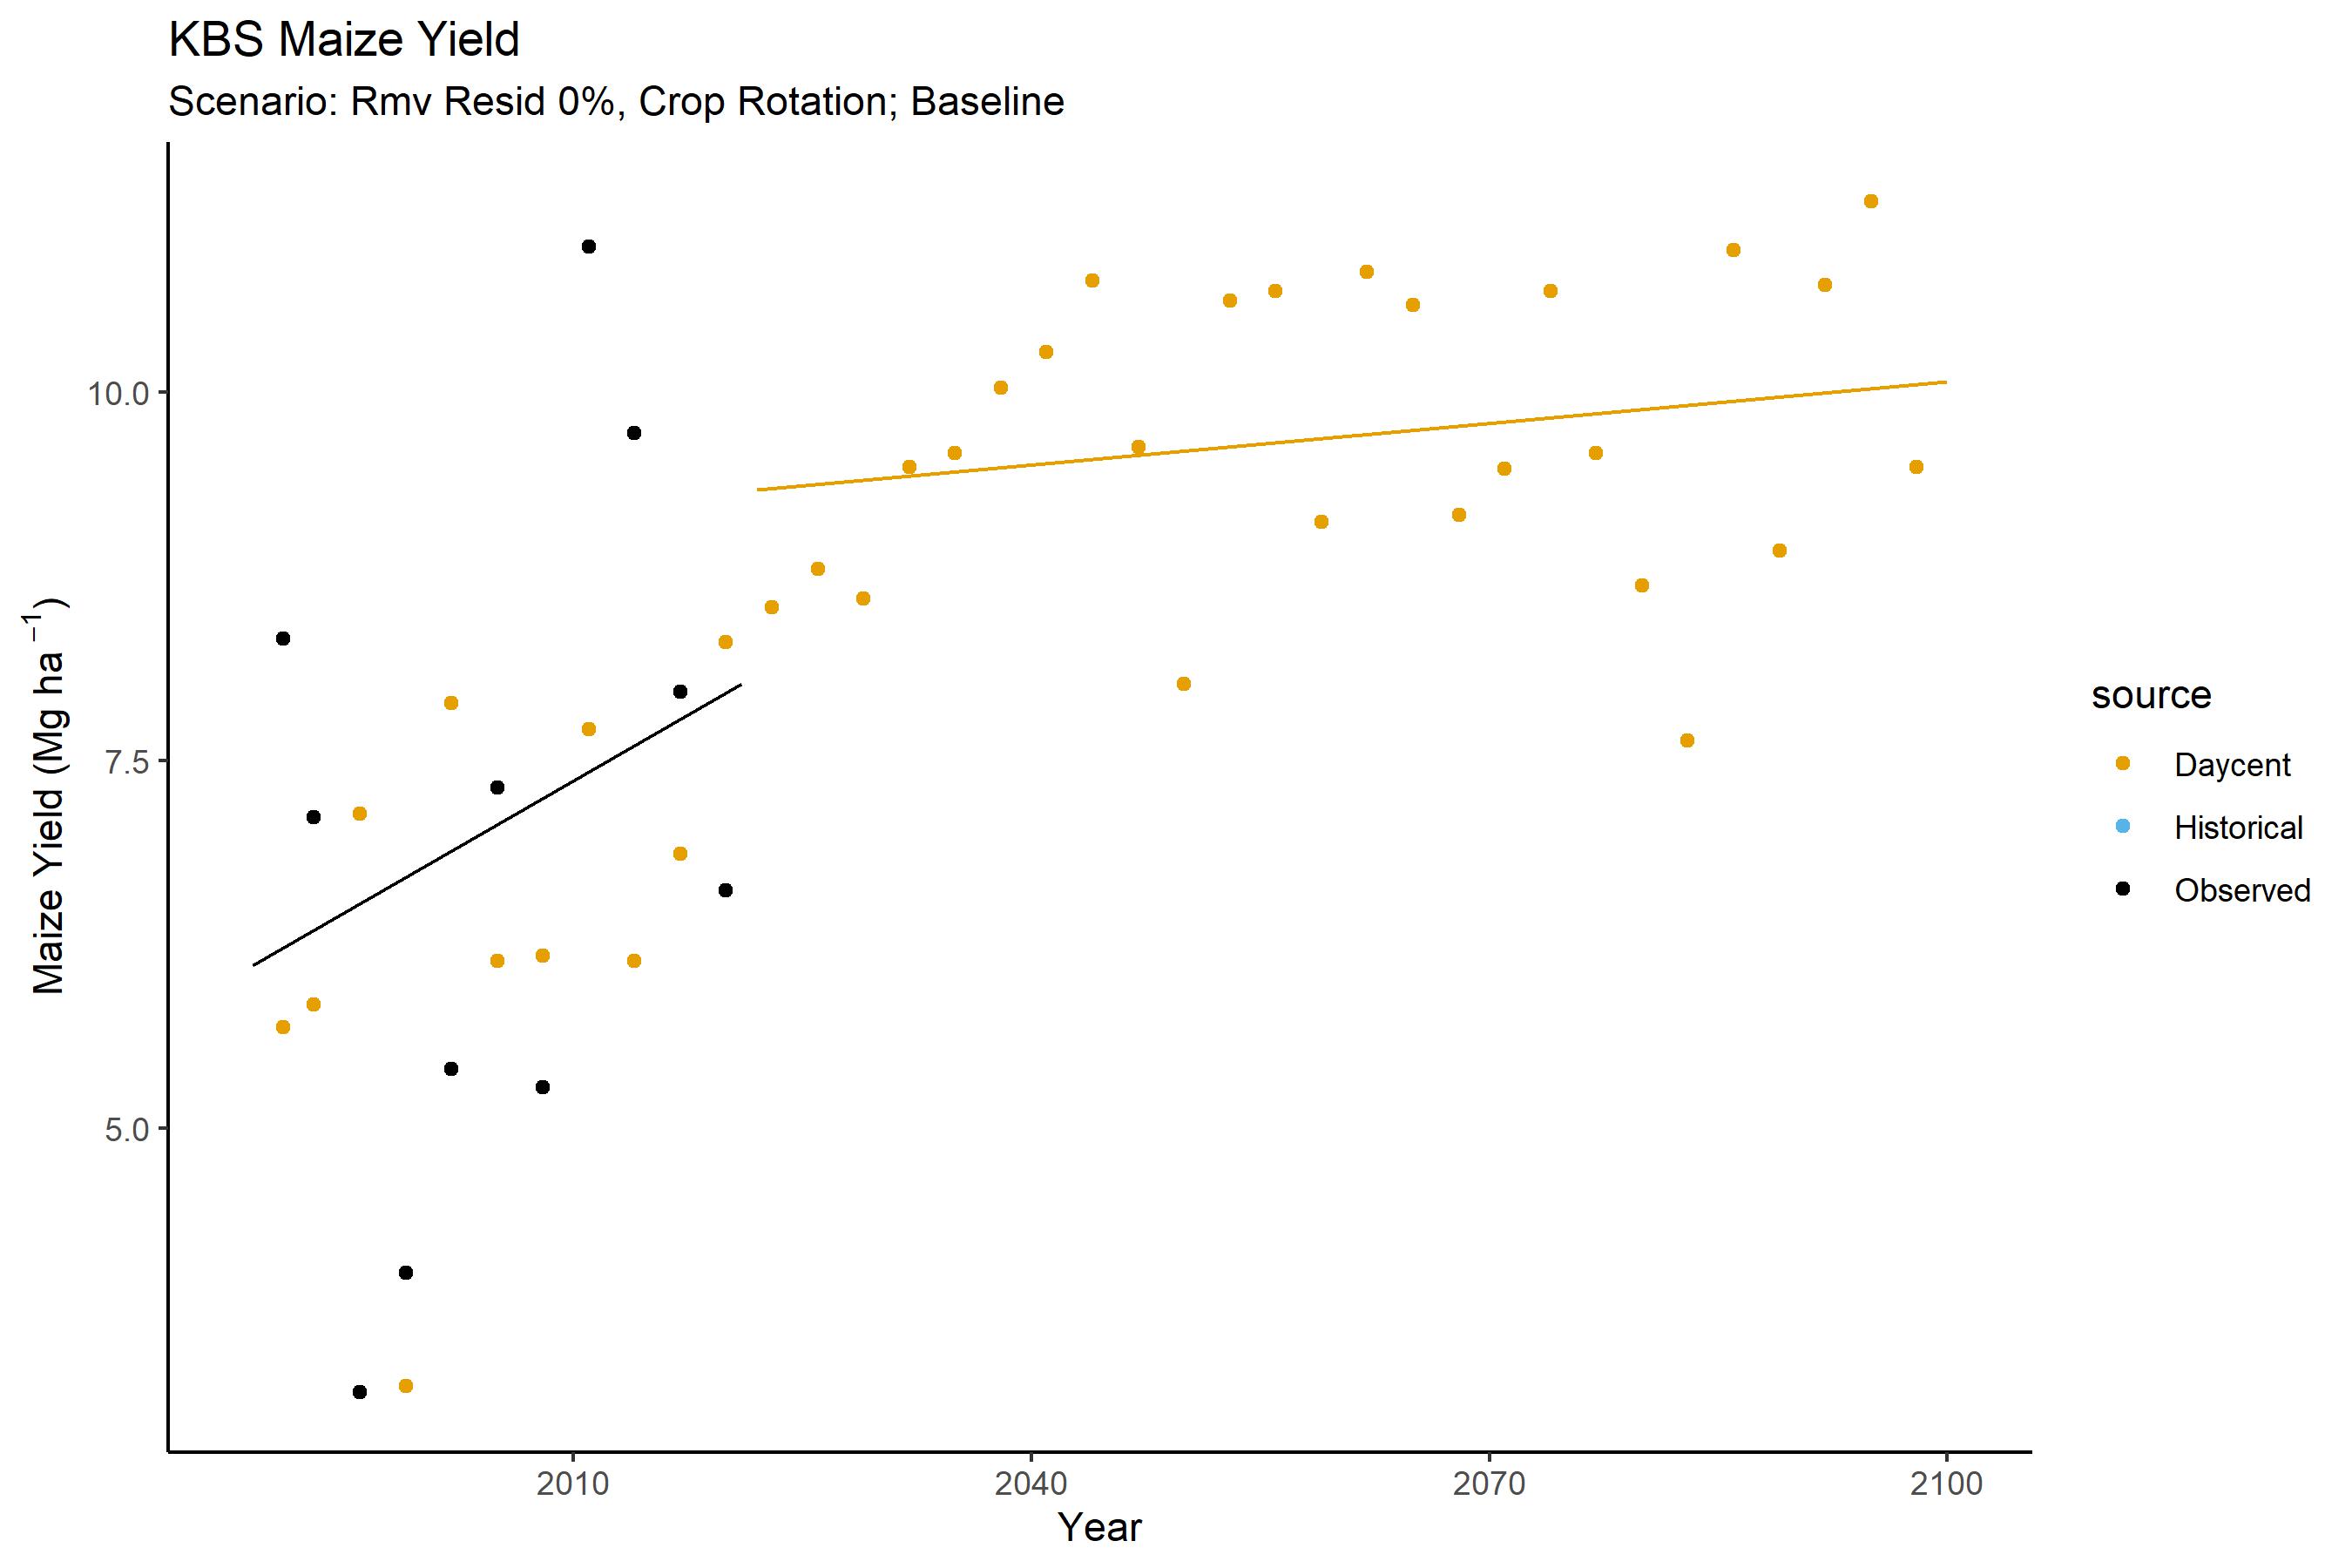 KBS Maize Yield
Scenario: Rmv Resid 0%, Crop Rotation; Baseline
Maize Yield (Mg ha −1)
10.0
7.5
5.0
2010
2040
2070
2100
Year
source
Daycent
Historical
Observed